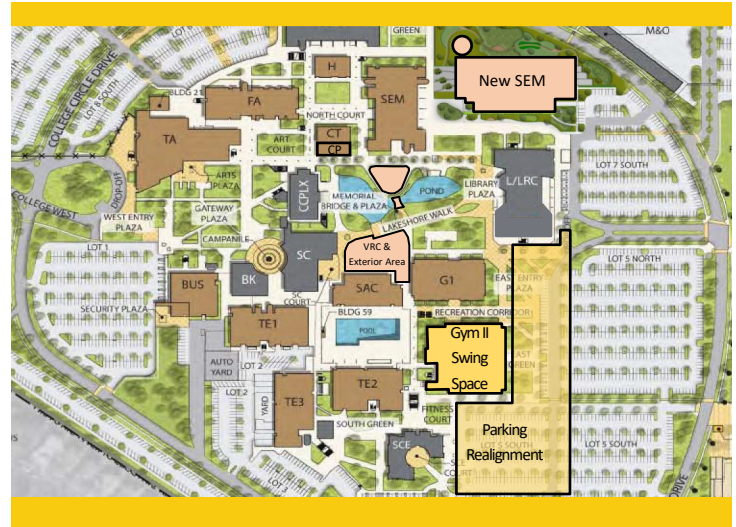 GREEN
M&O
COLLEGE CIRCLE DRIVE
BLDG 21
H
SEM
New SEM
FA
NORTH COURT
TA
ART
COURT
CT
CP
DROP-OFF
ARTS
PLAZA
CCPLX
MEMORIAL
BRIDGE & PLAZA
POND
LIBRARY
PLAZA
L/LRC
LOT 7 SOUTH
COLLEGE WEST
WEST ENTRY
PLAZA
GATEWAY
PLAZA
LAKESHORE WALK
CAMPANILE
LOT 1
VRC &
Exterior Area
SC
BK
BUS
SC
COURT
SAC
G1
EAST ENTRY
PLAZA
LOT 5 NORTH
SECURITY PLAZA
BLDG 59
RECREATION CORRIDOR
TE1
POOL
Gym II
Swing
Space
EAST
GREEN
AUTO
YARD
LOT 2
LOT 2
YARD
TE3
TE2
FITNESS
COURT
SOUTH GREEN
SCE
COURT
Parking
Realignment
LOT 5 SOUTH
LOT 5 SOUTH
LOT 3
DRIVE